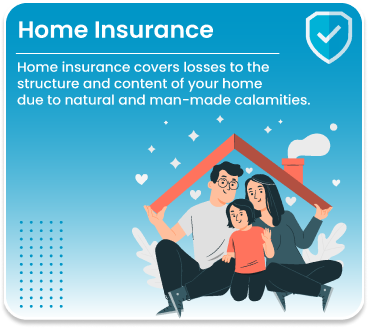 Home Insurance
Home insurance covers losses to the
structure and content of your home
due to natural and man-made calamities.